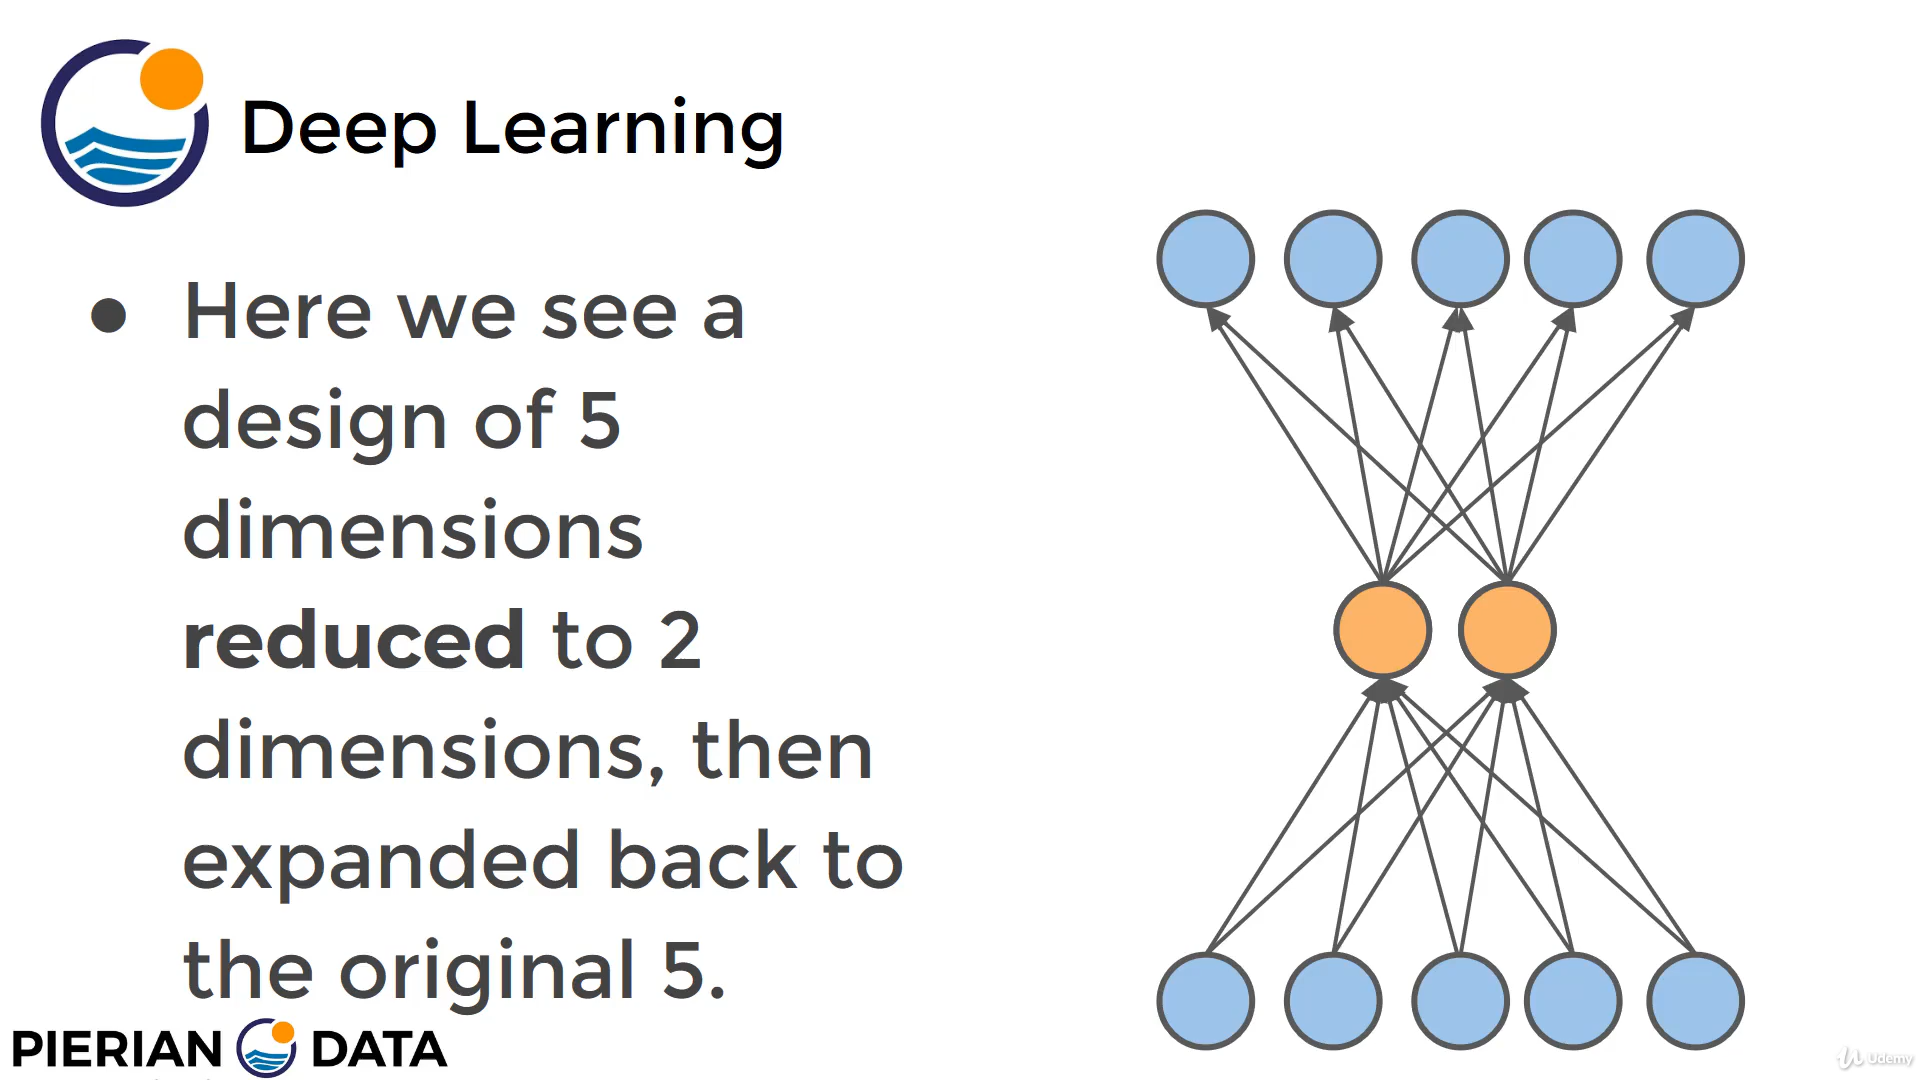 Deep Learning
● Here we see a
design of 5
dimensions
reduced to 2
dimensions, then
expanded back to
the original 5.
PIERIAN DATA
Udemy